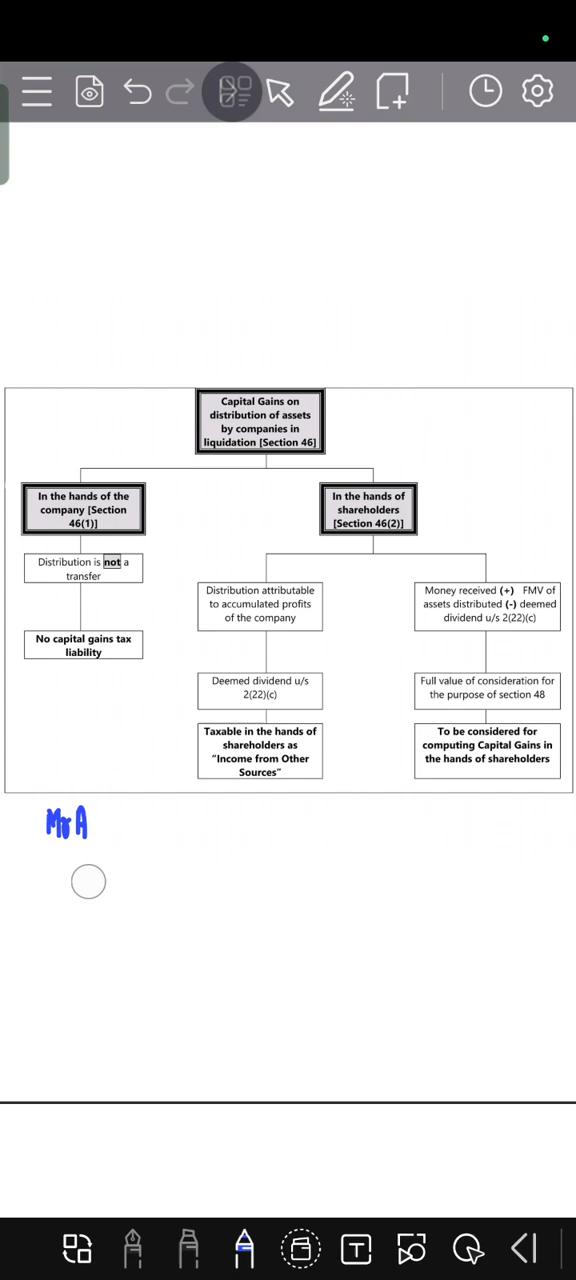 Capital Gains on
distribution of assets
by companies in
liquidation [Section 46]
In the hands of the
company [Section
46(1)]
In the hands of
shareholders
[Section 46(2)]
Distribution is not a
transfer
No capital gains tax
liability
Distribution attributable
to accumulated profits
of the company
Deemed dividend u/s
2(22)(c)
Taxable in the hands of
shareholders as
“Income from Other
Sources”
Money received (+) FMV of
assets distributed (-) deemed
dividend u/s 2(22)(c)
Full value of consideration for
the purpose of section 48
To be considered for
computing Capital Gains in
the hands of shareholders
Mr A
T